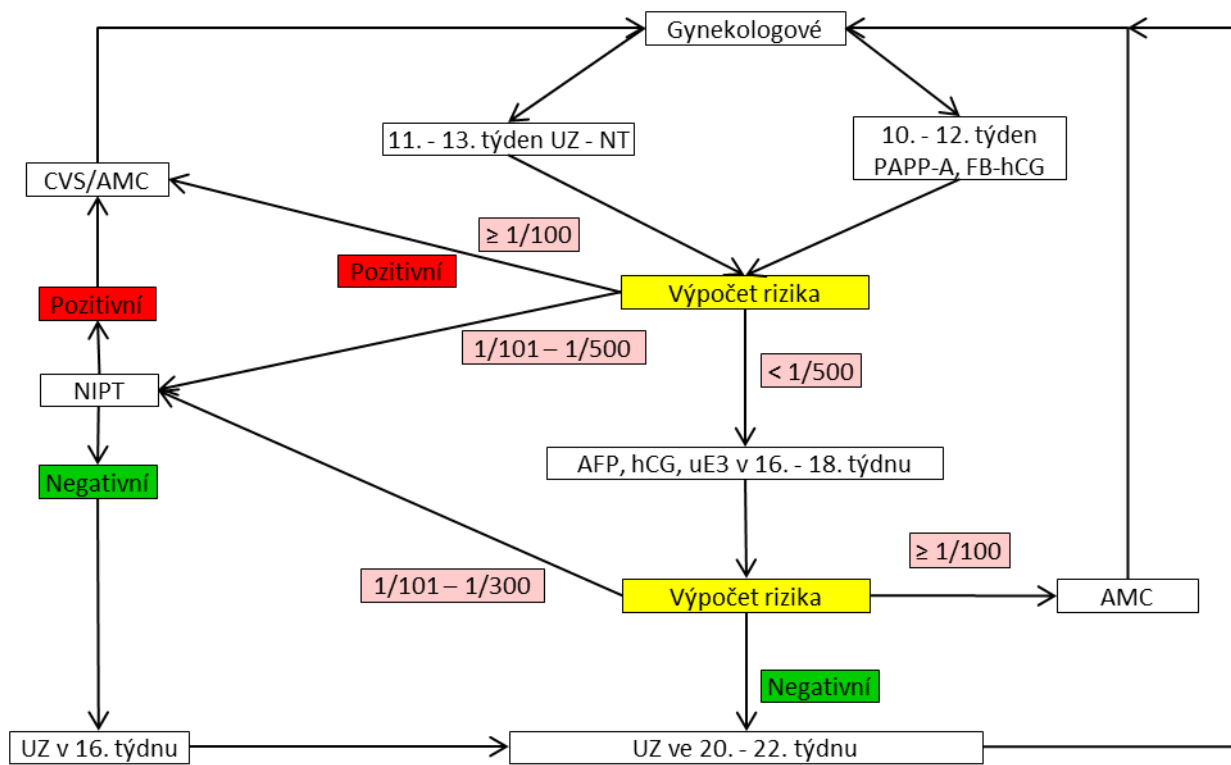 Gynekologové
11. - 13. týden UZ - NT
10. - 12. týden
PAPP-A, FB-hCG
CVS/AMC
≥ 1/100
Pozitivní
Výpočet rizika
Pozitivní
1/101 – 1/500
< 1/500
NIPT
AFP, hCG, uE3 v 16. - 18. týdnu
Negativní
≥ 1/100
1/101 – 1/300
Výpočet rizika
AMC
Negativní
UZ v 16. týdnu
UZ ve 20. - 22. týdnu